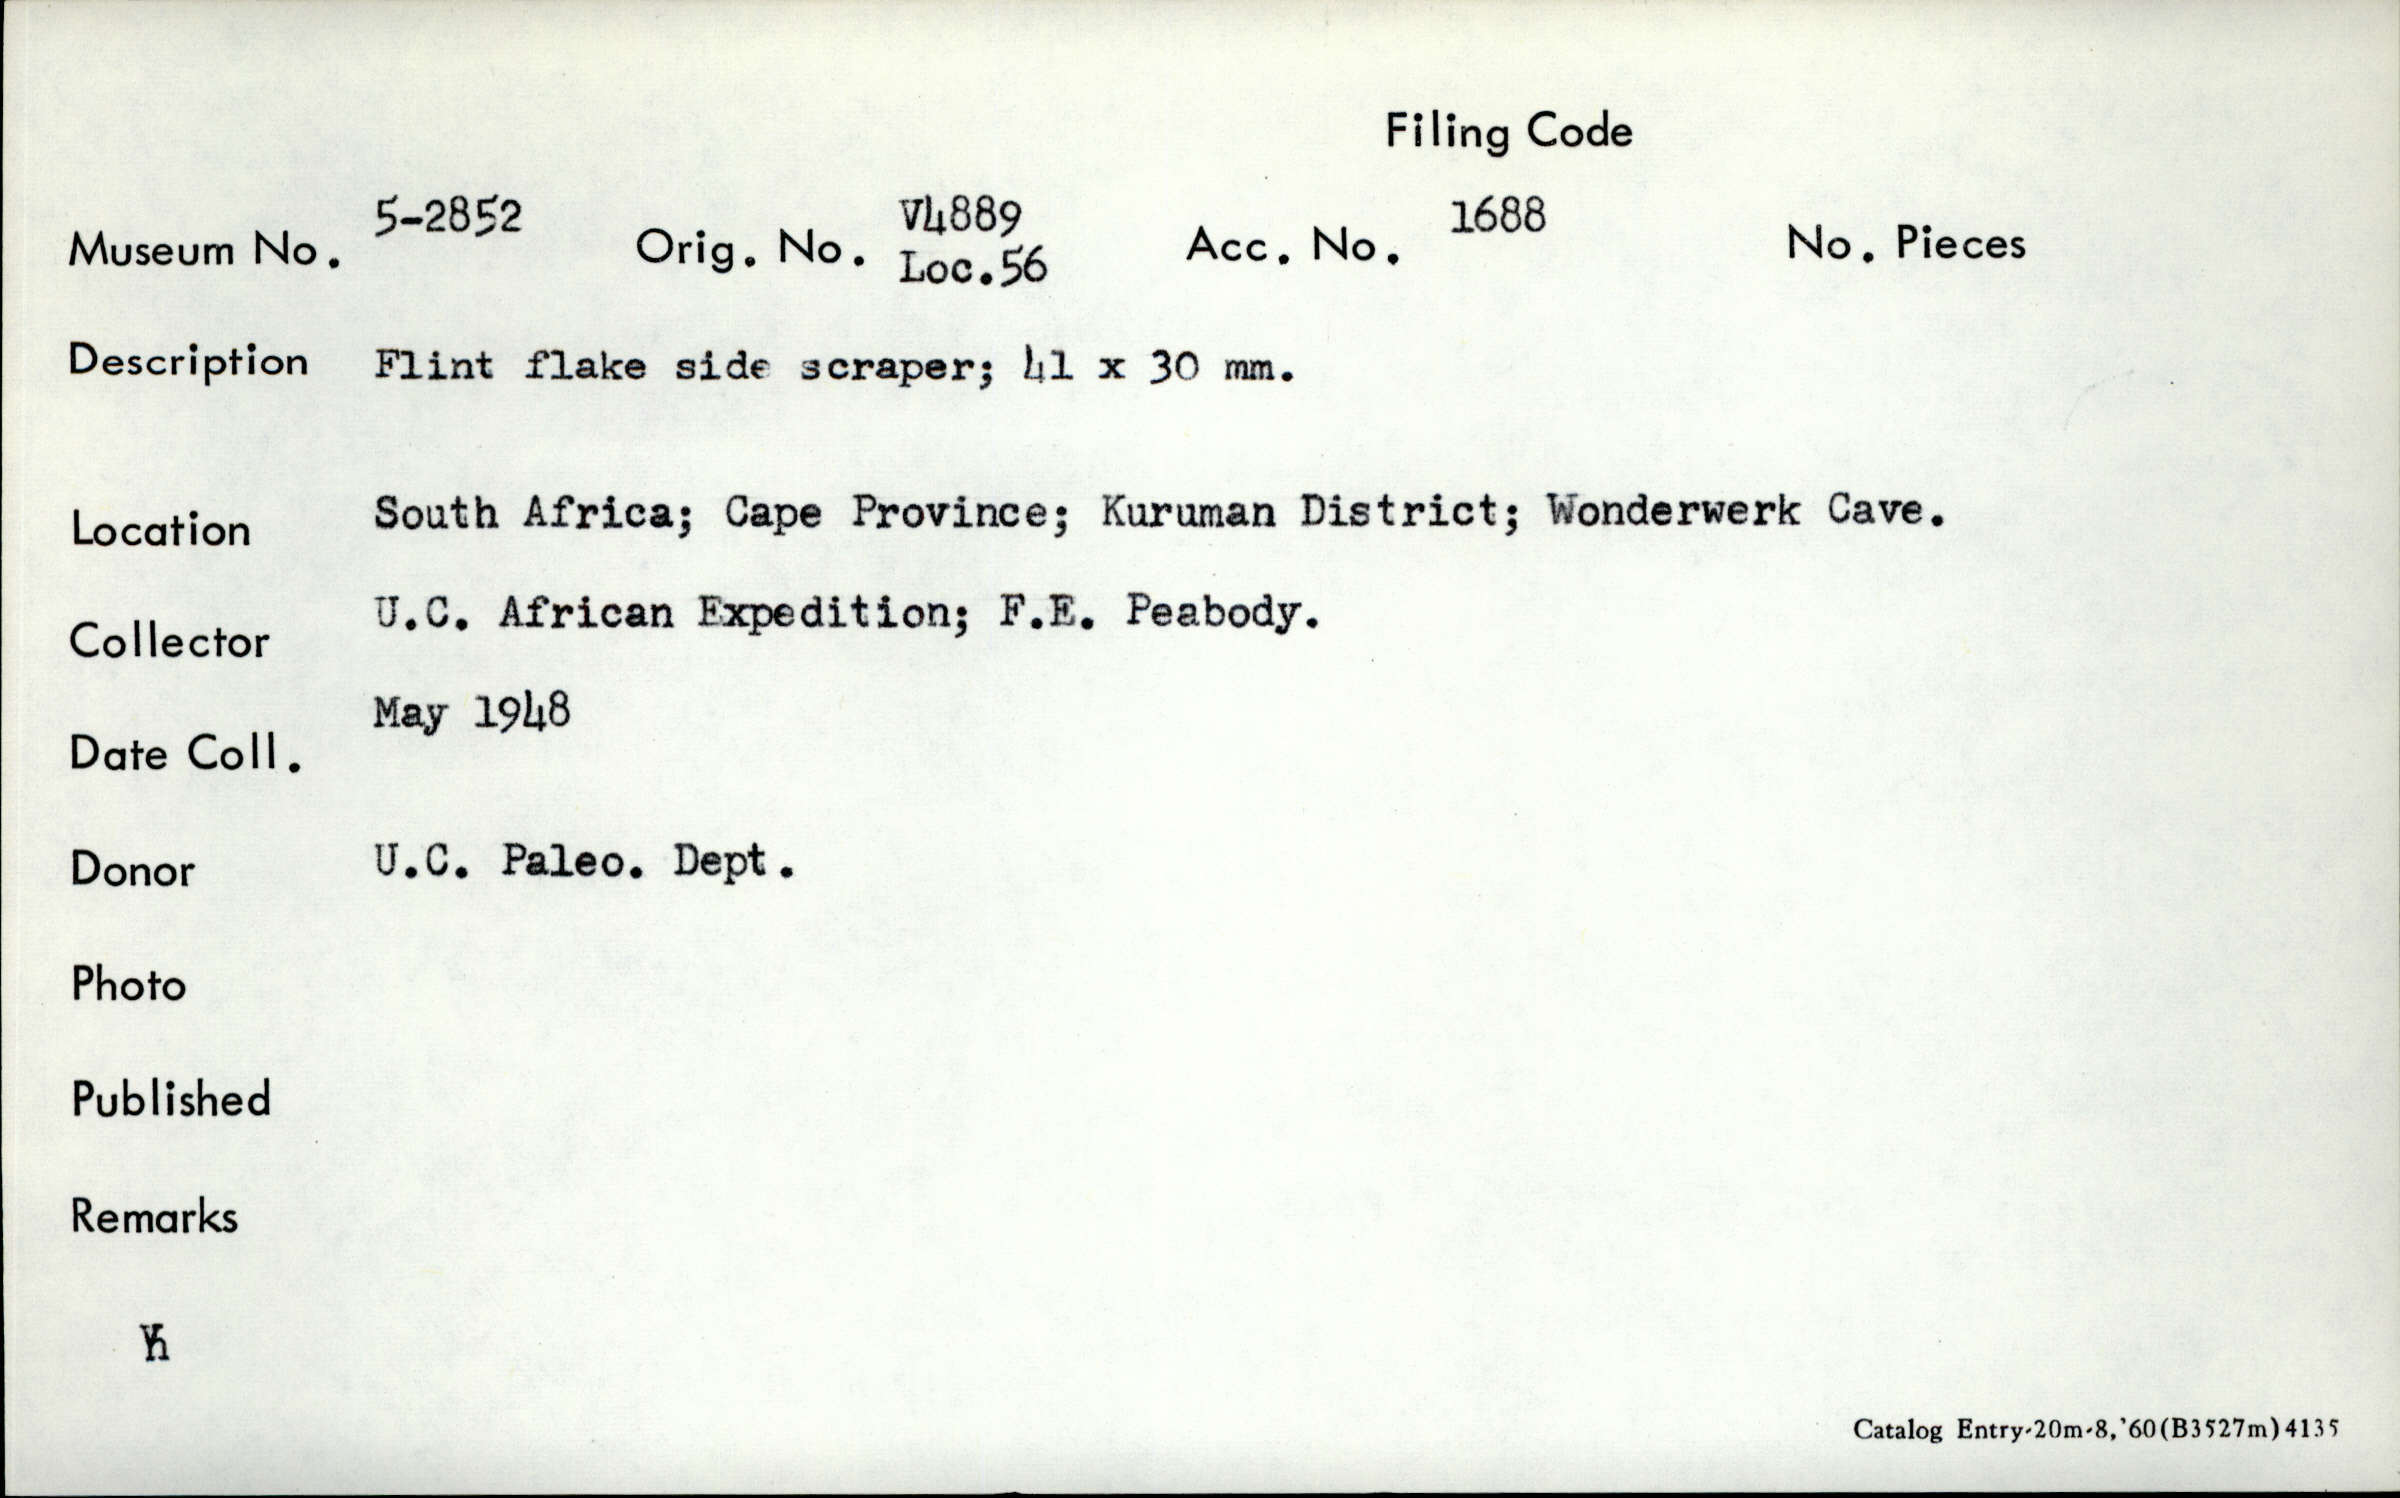 Filing Code
Museum No. 5-2852 Orig. No. V4889 Acc. No. 1688 No. Pieces
Loc.56
Description Flint flake side scraper; 41 x 30 mm.
Location South Africa; Cape Province; Kuruman District; Wonderwerk Cave.
Collector U.C. African Expedition; F.E. Peabody.
Date Coll. May 1948
Donor U.C. Paleo. Dept.
Photo
Published
Remarks
Catalog Entry-20m-8,'60(B3527m)4135